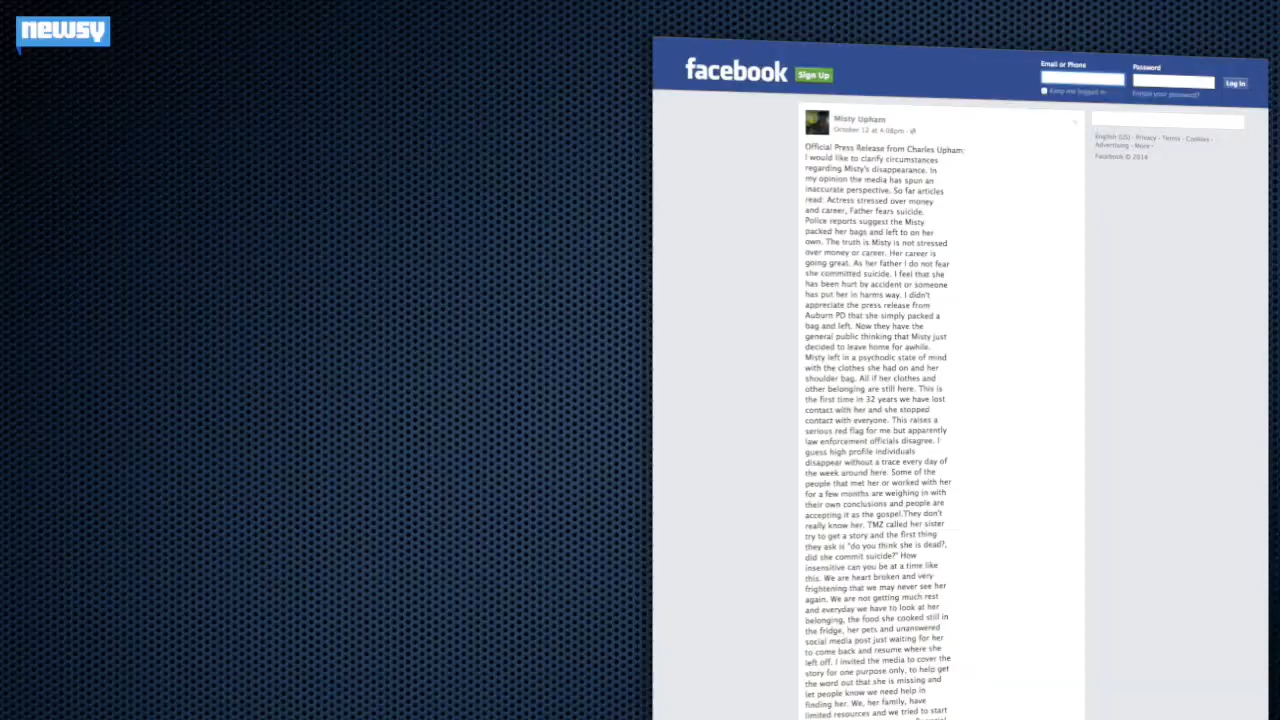 newsy
facebook
Sign Up
Email or Phone
Password
Log In
Keep me logged in
Forgot your password?
Misty Upham
October 12 at 4:08pm ·
Official Press Release from Charles Upham:
I would like to clarify circumstances
regarding Misty's disappearance. In
my opinion the media has spun an
inaccurate perspective. So far articles
read: Actress stressed over money
and career, Father fears suicide.
Police reports suggest the Misty
packed her bags and left to on her
own. The truth is Misty is not stressed
over money or career. Her career is
going great. As her father I do not fear
she committed suicide. I feel that she
has been hurt by accident or someone
has put her in harms way. I didn't
appreciate the press release from
Auburn PD that she simply packed a
bag and left. Now they have the
general public thinking that Misty just
decided to leave home for awhile.
Misty left in a psychodic state of mind
with the clothes she had on and her
shoulder bag. All if her clothes and
other belonging are still here. This is
the first time in 32 years we have lost
contact with her and she stopped
contact with everyone. This raises a
serious red flag for me but apparently
law enforcement officials disagree. I
guess high profile individuals
disappear without a trace every day of
the week around here. Some of the
people that met her or worked with her
for a few months are weighing in with
their own conclusions and people are
accepting it as the gospel.They don't
really know her. TMZ called her sister
try to get a story and the first thing
they ask is "do you think she is dead?,
did she commit suicide?" How
insensitive can you be at a time like
this. We are heart broken and very
frightening that we may never see her
again. We are not getting much rest
and everyday we have to look at her
belonging, the food she cooked still in
the fridge, her pets and unanswered
social media post just waiting for her
to come back and resume where she
left off. I invited the media to cover the
story for one purpose only, to help get
the word out that she is missing and
let people know we need help in
finding her. We, her family, have
limited resources and we tried to start
English (US) · Privacy · Terms · Cookies ·
Advertising · More ·
Facebook © 2014